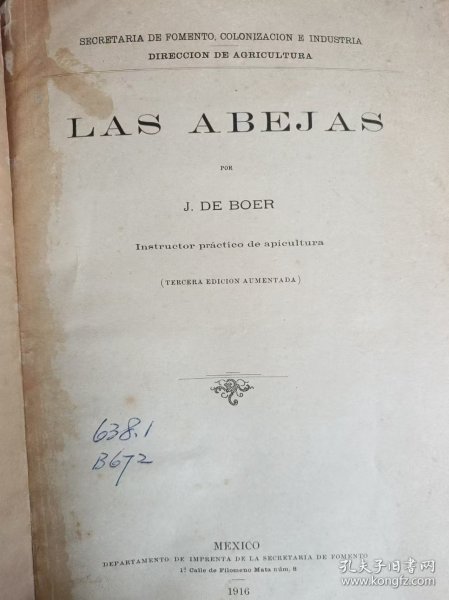 SECRETARIA DE FOMENTO, COLONIZACION E INDUSTRIA
DIRECCION DE AGRICULTURA
LAS ABEJAS
POR
J. DE BOER
Instructor práctico de apicultura
(TERCERA EDICION AUMENTADA)
638.1
B672
MEXICO
DEPARTAMENTO DE IMPRENTA DE LA SECRETARIA DE FOMENTO
1ª Calle de Filomeno Mata núm. 8
1916
孔夫子旧书网
www.kongfz.com